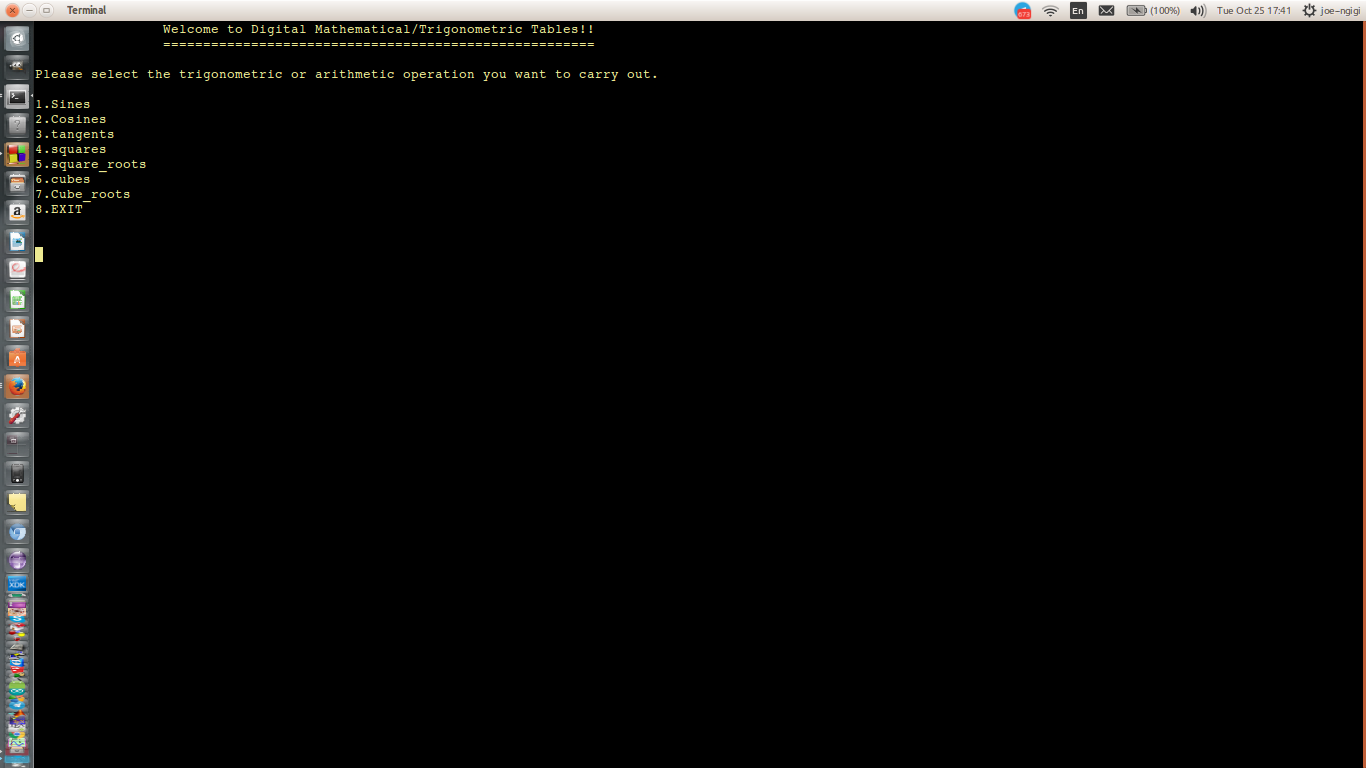 Terminal
673
En
(100%)
Tue Oct 25 17:41
joe-ngigi
Welcome to Digital Mathematical/Trigonometric Tables!!
======================================================
Please select the trigonometric or arithmetic operation you want to carry out.
1.Sines
2.Cosines
3.tangents
4.squares
5.square_roots
6.cubes
7.Cube_roots
8.EXIT
a
A
XDK